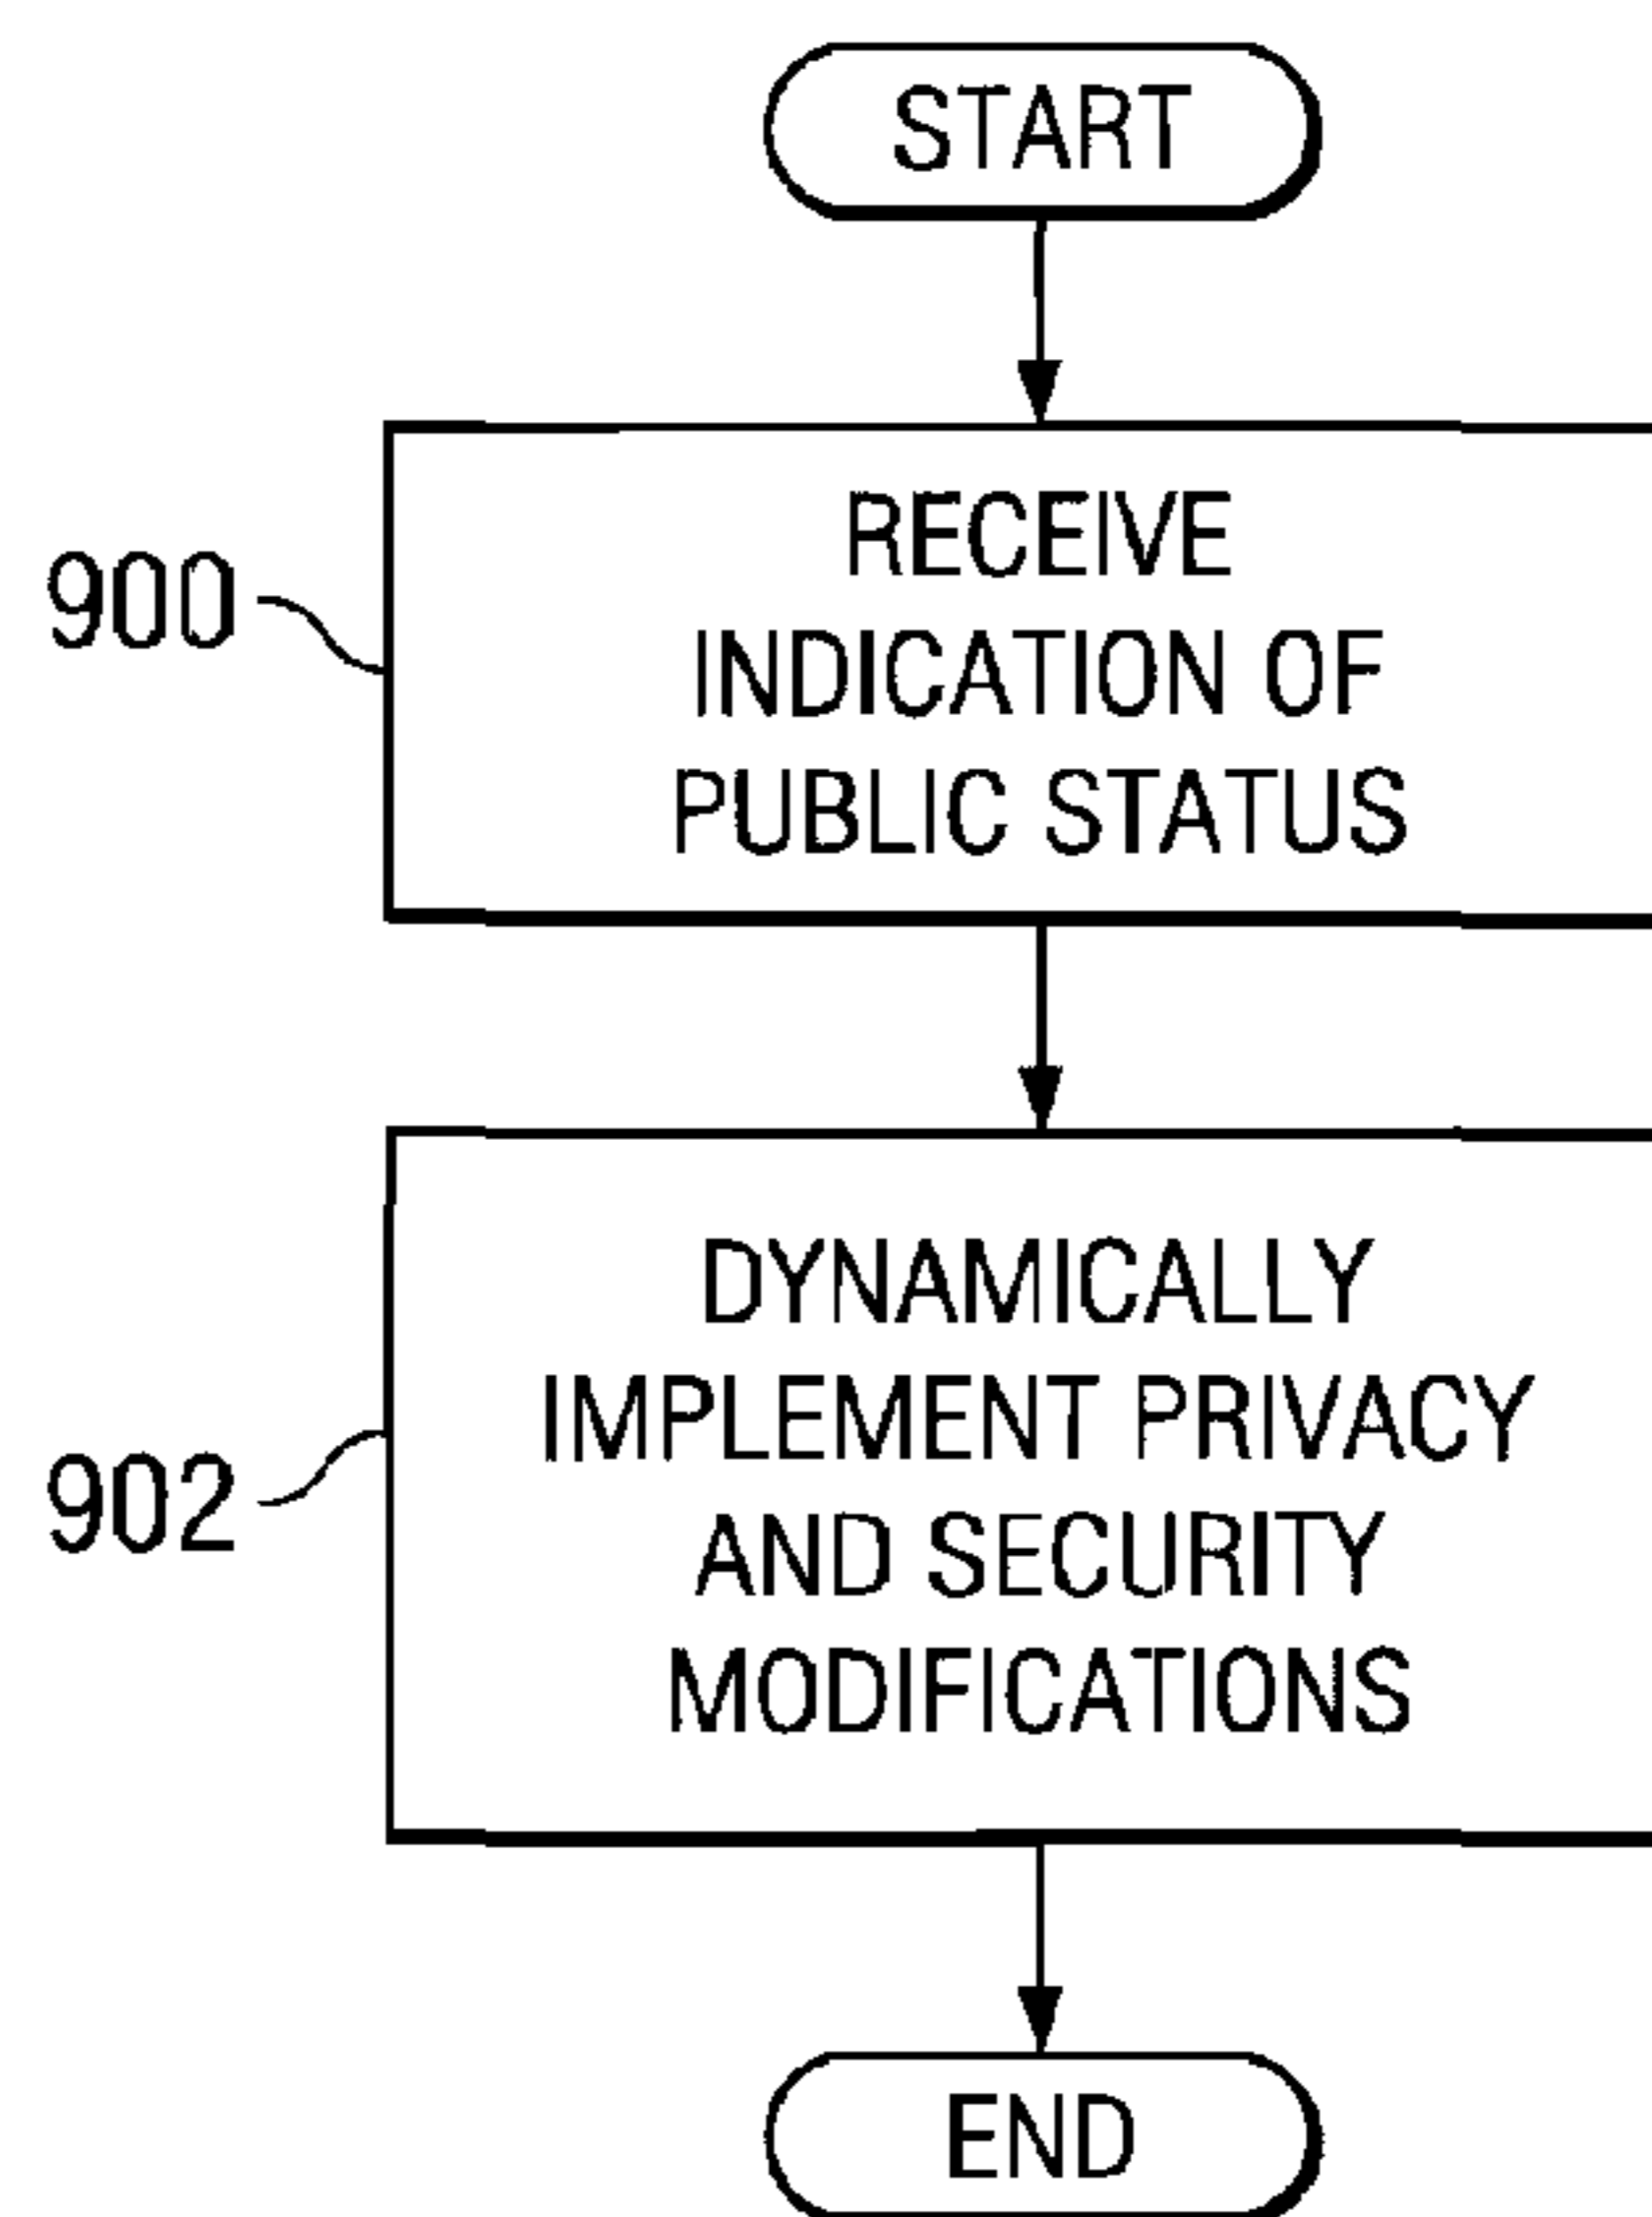 START
900
RECEIVE
INDICATION OF
PUBLIC STATUS
902
DYNAMICALLY
IMPLEMENT PRIVACY
AND SECURITY
MODIFICATIONS
END